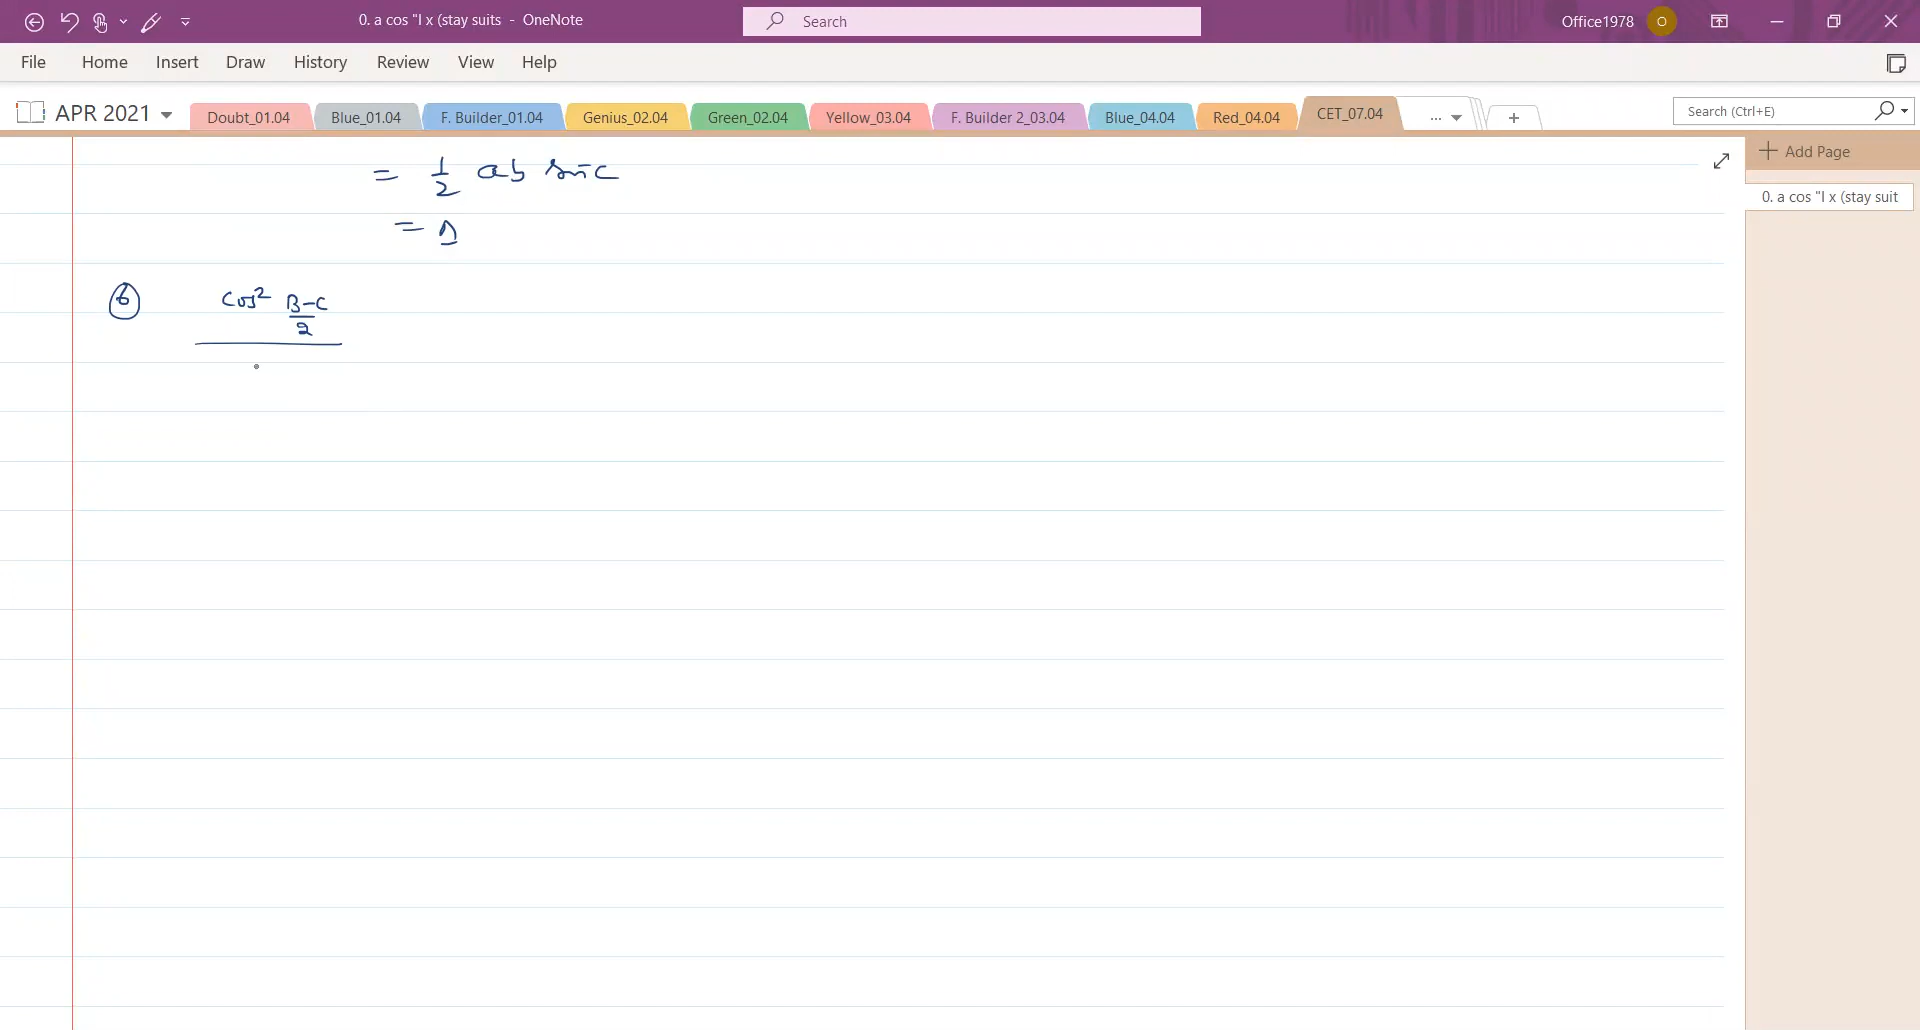 0. a cos "I x (stay suits - OneNote
Search
Office1978
O
File Home Insert Draw History Review View Help
APR 2021
Doubt_01.04 Blue_01.04 F. Builder_01.04 Genius_02.04 Green_02.04 Yellow_03.04 F. Builder 2_03.04 Blue_04.04 Red_04.04 CET_07.04 ... +
Search (Ctrl+E)
Add Page
0. a cos "I x (stay suit
= 1/2 ab sin C
= Δ
⑥ cos² (B-C)/2